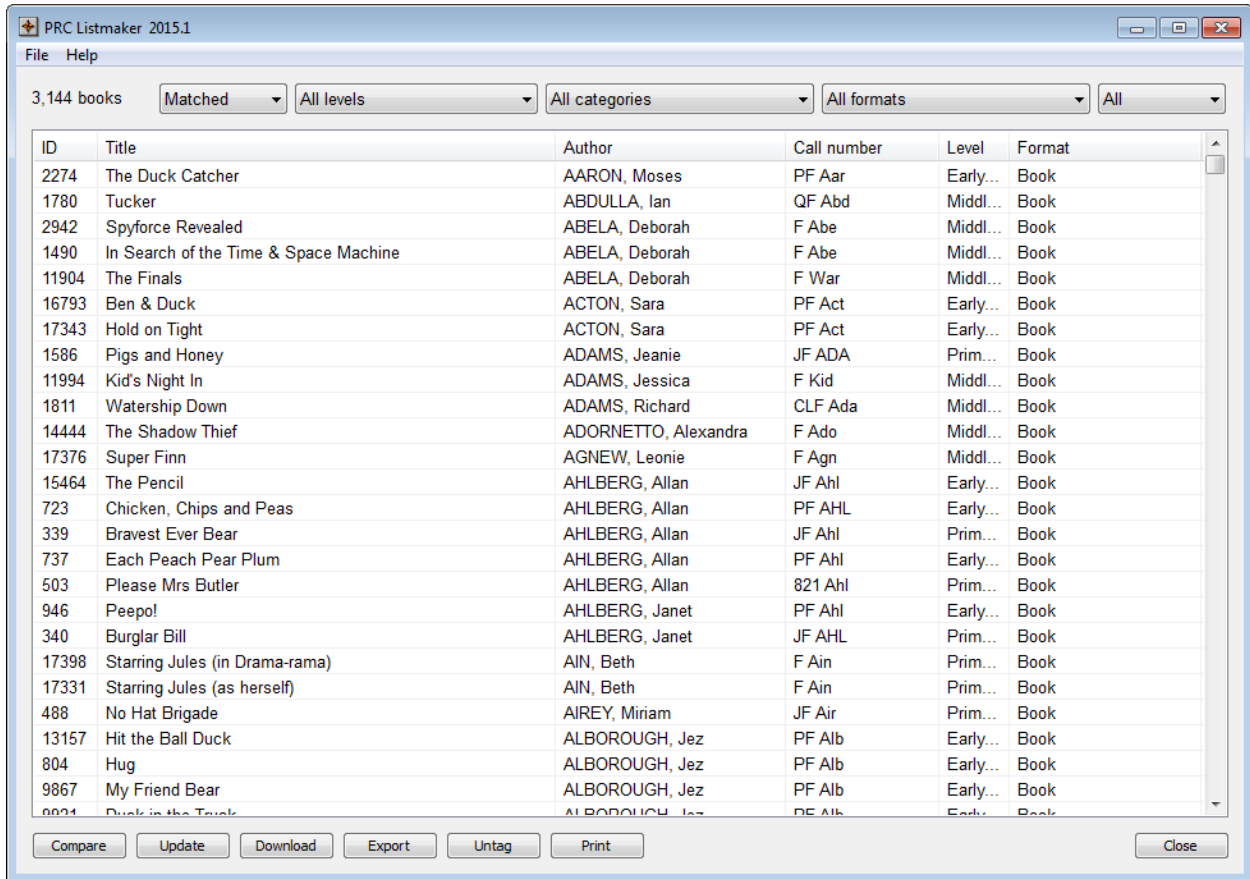 PRC Listmaker 2015.1
File Help
3,144 books Matched All levels All categories All formats All
ID Title Author Call number Level Format
2274 The Duck Catcher AARON, Moses PF Aar Early... Book
1780 Tucker ABDULLA, Ian QF Abd Middl... Book
2942 Spyforce Revealed ABELA, Deborah F Abe Middl... Book
1490 In Search of the Time & Space Machine ABELA, Deborah F Abe Middl... Book
11904 The Finals ABELA, Deborah F War Middl... Book
16793 Ben & Duck ACTON, Sara PF Act Early... Book
17343 Hold on Tight ACTON, Sara PF Act Early... Book
1586 Pigs and Honey ADAMS, Jeanie JF ADA Prim... Book
11994 Kid's Night In ADAMS, Jessica F Kid Middl... Book
1811 Watership Down ADAMS, Richard CLF Ada Middl... Book
14444 The Shadow Thief ADORNETTO, Alexandra F Ado Middl... Book
17376 Super Finn AGNEW, Leonie F Agn Middl... Book
15464 The Pencil AHLBERG, Allan JF Ahl Early... Book
723 Chicken, Chips and Peas AHLBERG, Allan PF AHL Early... Book
339 Bravest Ever Bear AHLBERG, Allan JF Ahl Prim... Book
737 Each Peach Pear Plum AHLBERG, Allan PF Ahl Early... Book
503 Please Mrs Butler AHLBERG, Allan 821 Ahl Prim... Book
946 Peepo! AHLBERG, Janet PF Ahl Early... Book
340 Burglar Bill AHLBERG, Janet JF AHL Prim... Book
17398 Starring Jules (in Drama-rama) AIN, Beth F Ain Prim... Book
17331 Starring Jules (as herself) AIN, Beth F Ain Prim... Book
488 No Hat Brigade AIREY, Miriam JF Air Prim... Book
13157 Hit the Ball Duck ALBOROUGH, Jez PF Alb Early... Book
804 Hug ALBOROUGH, Jez PF Alb Early... Book
9867 My Friend Bear ALBOROUGH, Jez PF Alb Early... Book
Compare Update Download Export Untag Print Close